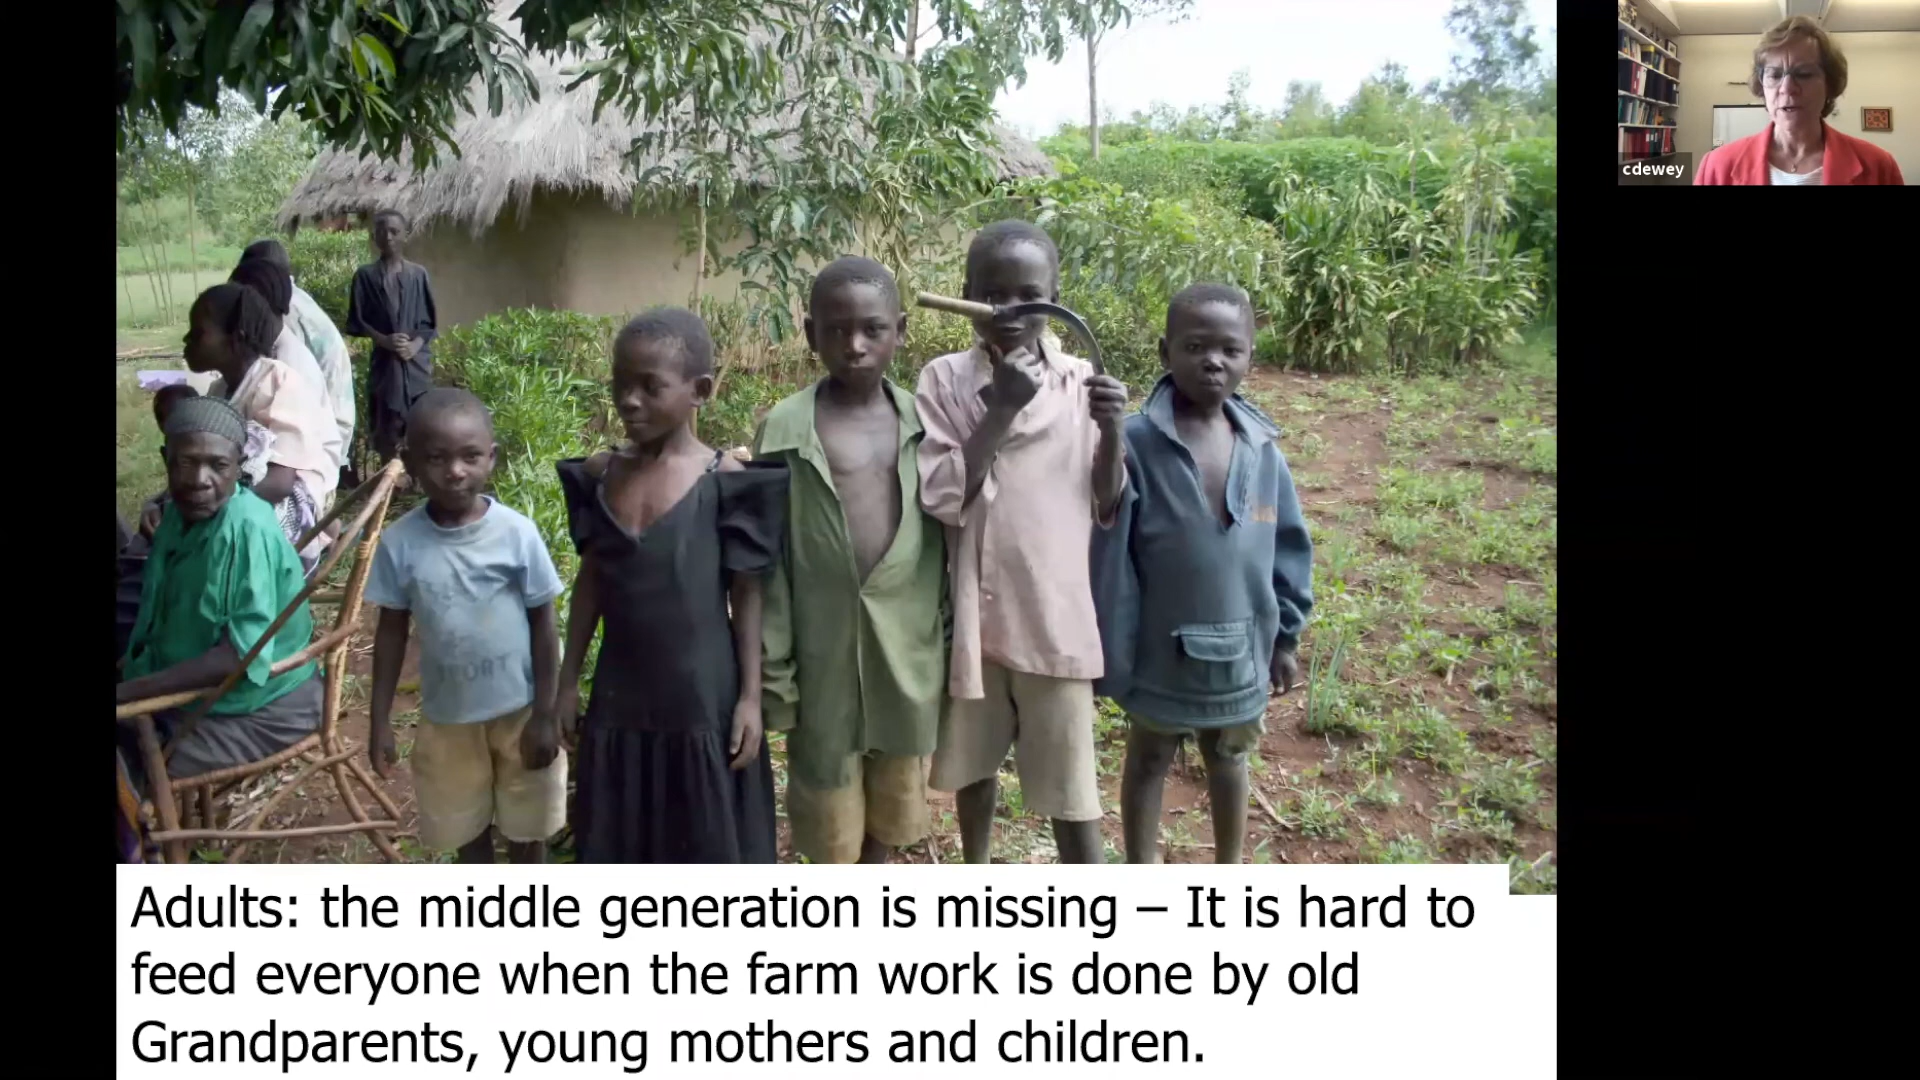 cdewey
Adults: the middle generation is missing – It is hard to
feed everyone when the farm work is done by old
Grandparents, young mothers and children.